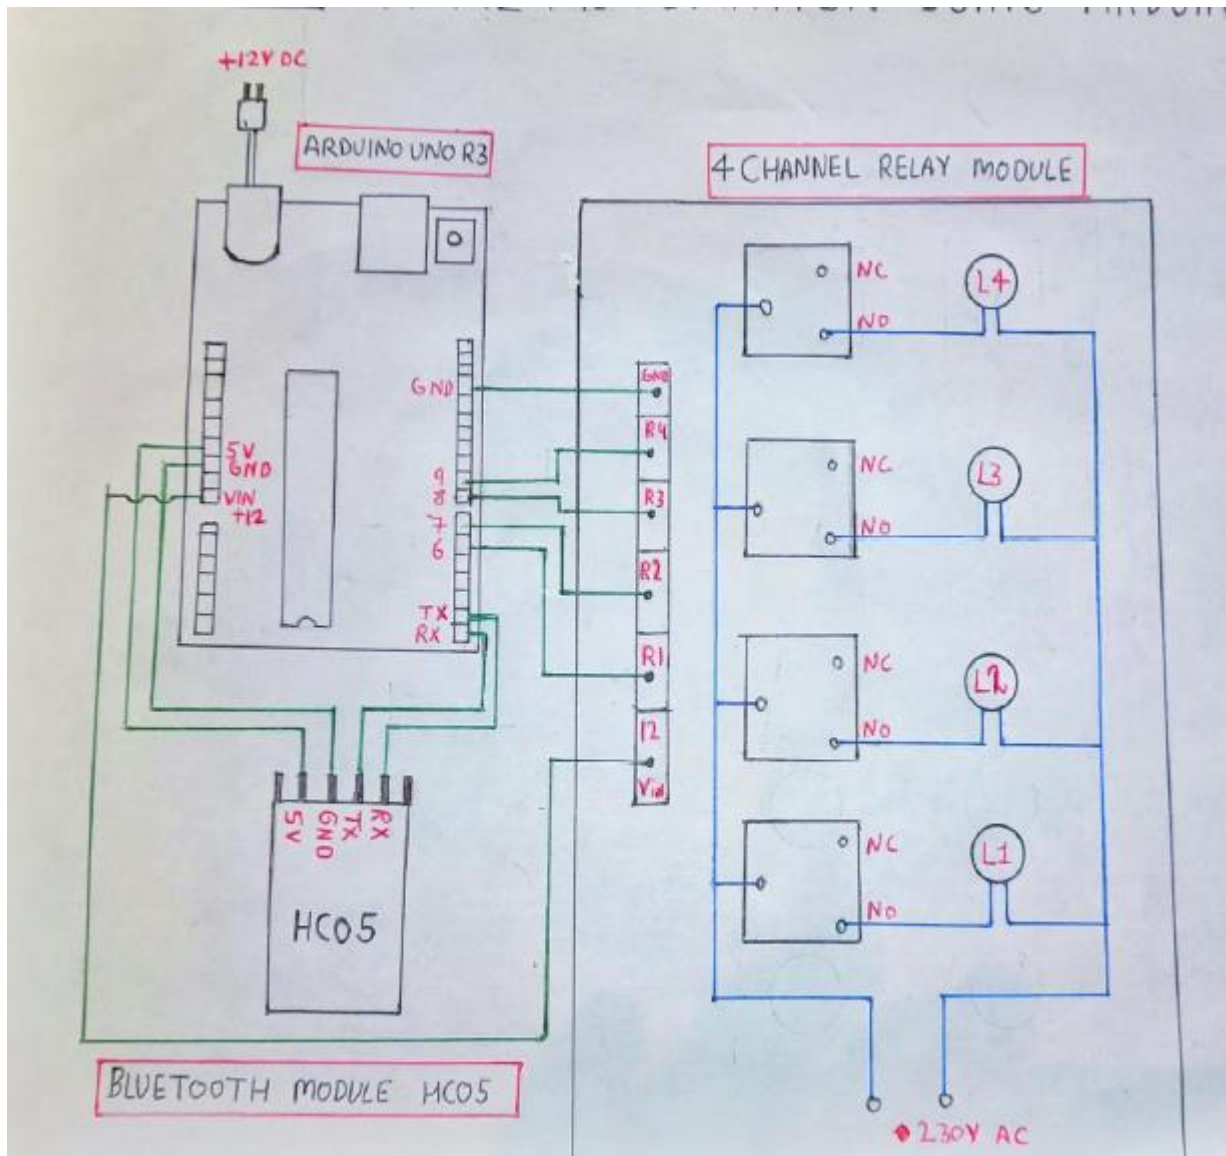 +12V DC
ARDUINO UNO R3
4 CHANNEL RELAY MODULE
GND
5V
GND
VIN
+12
9
8
7
6
TX
RX
GND
R4
R3
R2
R1
12
Vin
NC
NO
L4
NC
NO
L3
NC
NO
L2
NC
NO
L1
5V
GND
TX
RX
HC05
BLUETOOTH MODULE HC05
230V AC